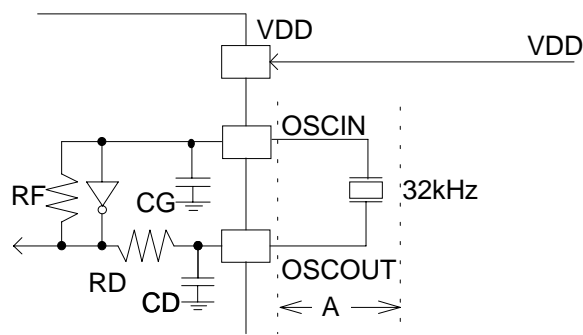 VDD
VDD
OSCIN
RF
CG
32kHz
RD
OSCOUT
CD
A